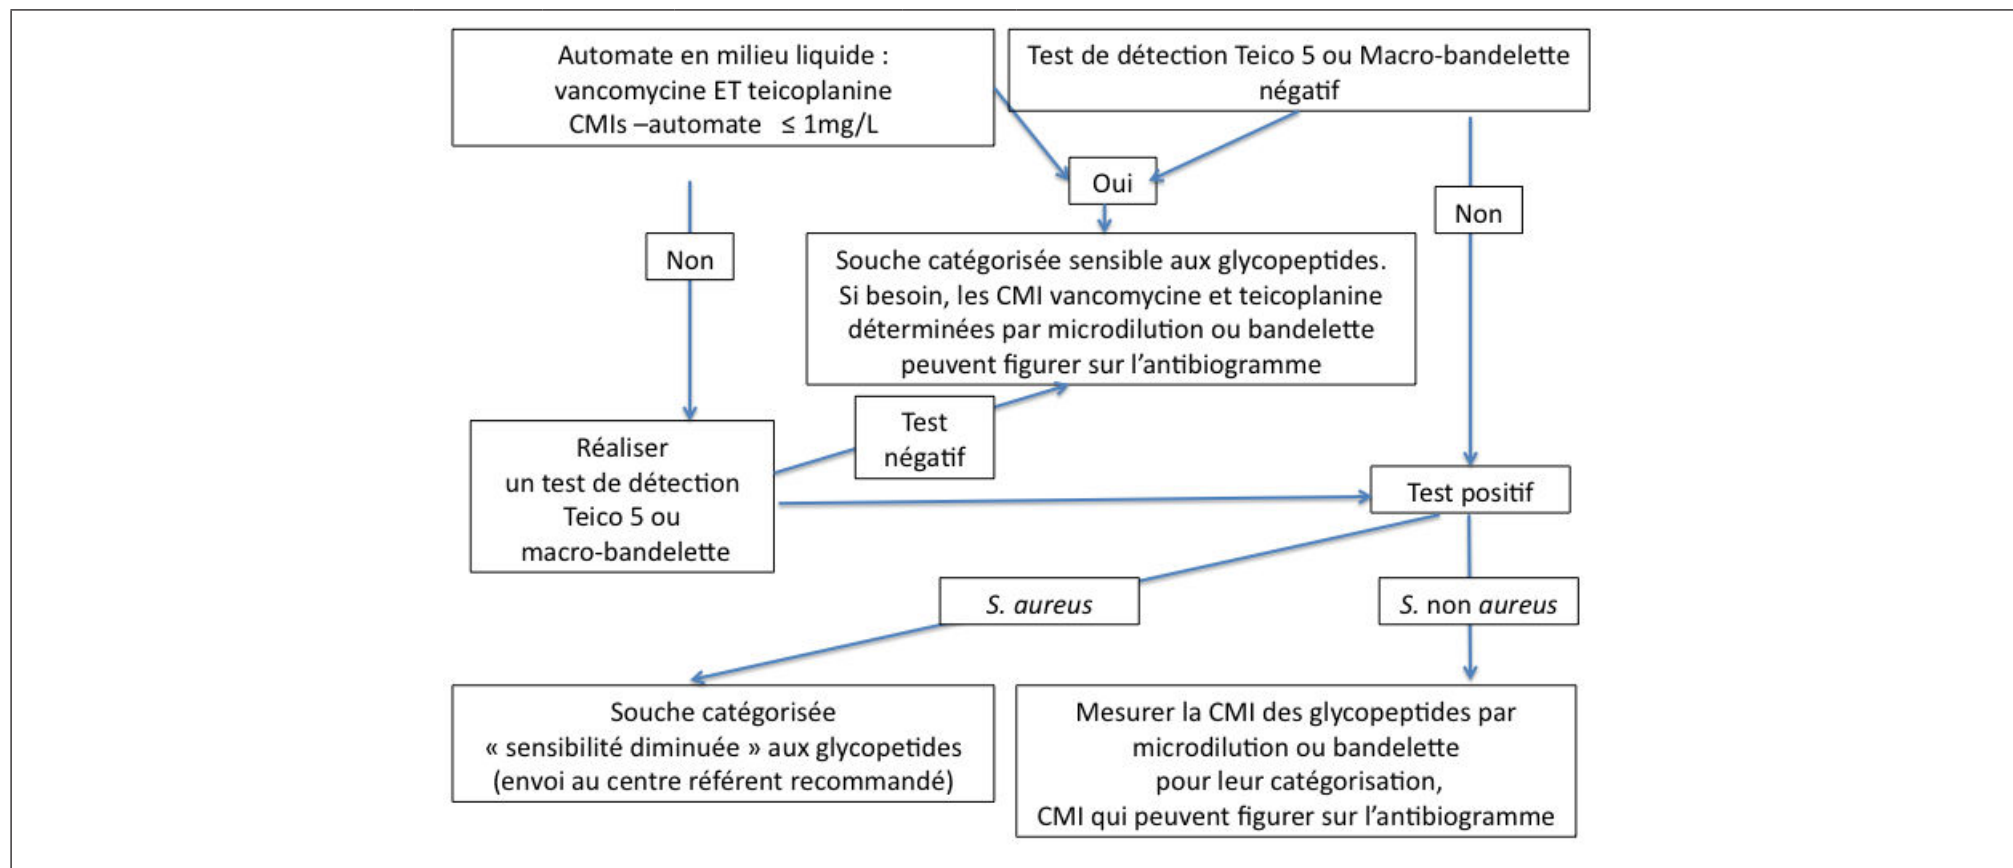 Automate en milieu liquide :
vancomycine ET teicoplanine
CMIs –automate ≤ 1mg/L
Test de détection Teico 5 ou Macro-bandelette
négatif
Oui
Non
Non
Souche catégorisée sensible aux glycopeptides.
Si besoin, les CMI vancomycine et teicoplanine
déterminées par microdilution ou bandelette
peuvent figurer sur l’antibiogramme
Test
négatif
Réaliser
un test de détection
Teico 5 ou
macro-bandelette
Test positif
S. aureus
S. non aureus
Souche catégorisée
« sensibilité diminuée » aux glycopetides
(envoi au centre référent recommandé)
Mesurer la CMI des glycopeptides par
microdilution ou bandelette
pour leur catégorisation,
CMI qui peuvent figurer sur l’antibiogramme